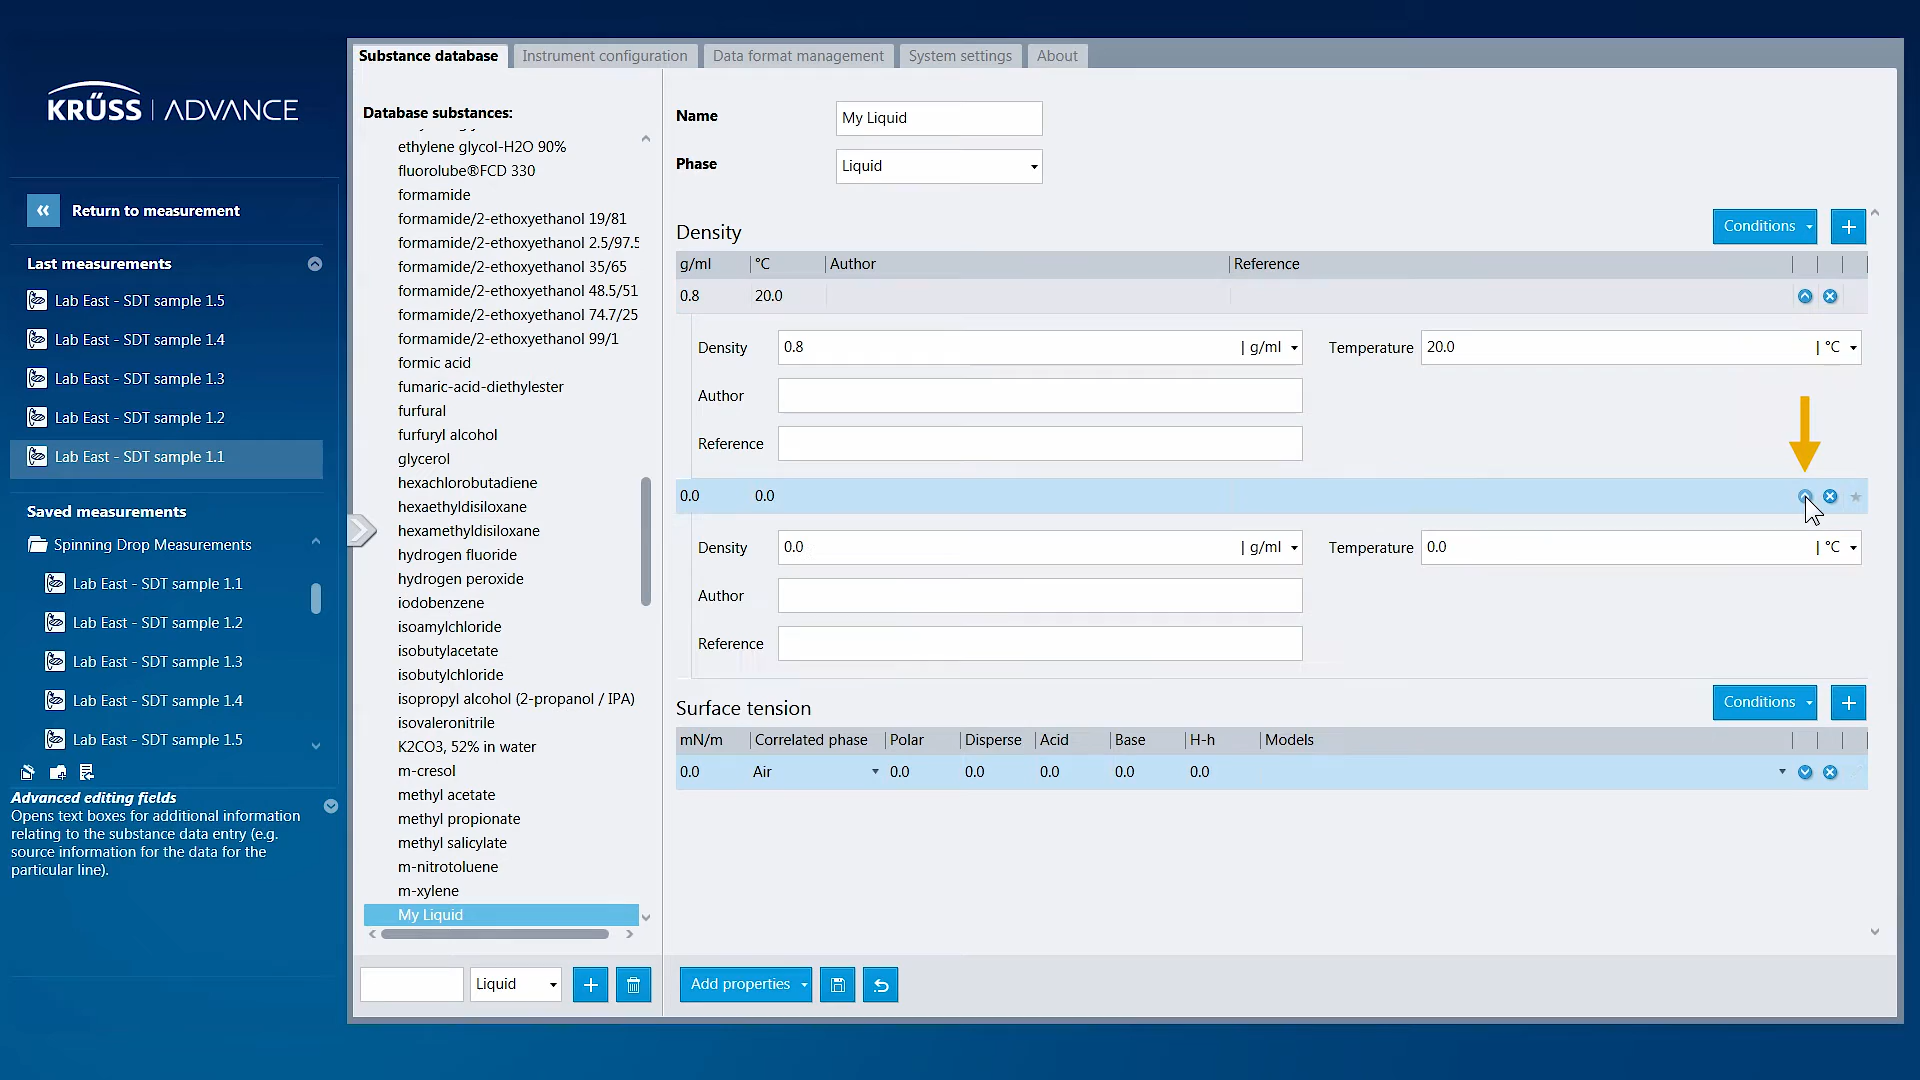 KRÜSS | ADVANCE
Return to measurement
Last measurements
Lab East - SDT sample 1.5
Lab East - SDT sample 1.4
Lab East - SDT sample 1.3
Lab East - SDT sample 1.2
Lab East - SDT sample 1.1
Saved measurements
Spinning Drop Measurements
Lab East - SDT sample 1.1
Lab East - SDT sample 1.2
Lab East - SDT sample 1.3
Lab East - SDT sample 1.4
Lab East - SDT sample 1.5
Advanced editing fields
Opens text boxes for additional information
relating to the substance data entry (e.g.
source information for the data for the
particular line).
Substance database Instrument configuration Data format management System settings About
Database substances:
ethylene glycol-H2O 90%
fluorolube®FCD 330
formamide
formamide/2-ethoxyethanol 19/81
formamide/2-ethoxyethanol 2.5/97.5
formamide/2-ethoxyethanol 35/65
formamide/2-ethoxyethanol 48.5/51
formamide/2-ethoxyethanol 74.7/25
formamide/2-ethoxyethanol 99/1
formic acid
fumaric-acid-diethylester
furfural
furfuryl alcohol
glycerol
hexachlorobutadiene
hexaethyldisiloxane
hexamethyldisiloxane
hydrogen fluoride
hydrogen peroxide
iodobenzene
isoamylchloride
isobutylacetate
isobutylchloride
isopropyl alcohol (2-propanol / IPA)
isovaleronitrile
K2CO3, 52% in water
m-cresol
methyl acetate
methyl propionate
methyl salicylate
m-nitrotoluene
m-xylene
My Liquid
Liquid
Name My Liquid
Phase Liquid
Density Conditions
g/ml °C Author Reference
0.8 20.0
Density 0.8 | g/ml Temperature 20.0 | °C
Author
Reference
0.0 0.0
Density 0.0 | g/ml Temperature 0.0 | °C
Author
Reference
Surface tension Conditions
mN/m Correlated phase Polar Disperse Acid Base H-h Models
0.0 Air 0.0 0.0 0.0 0.0 0.0
Add properties